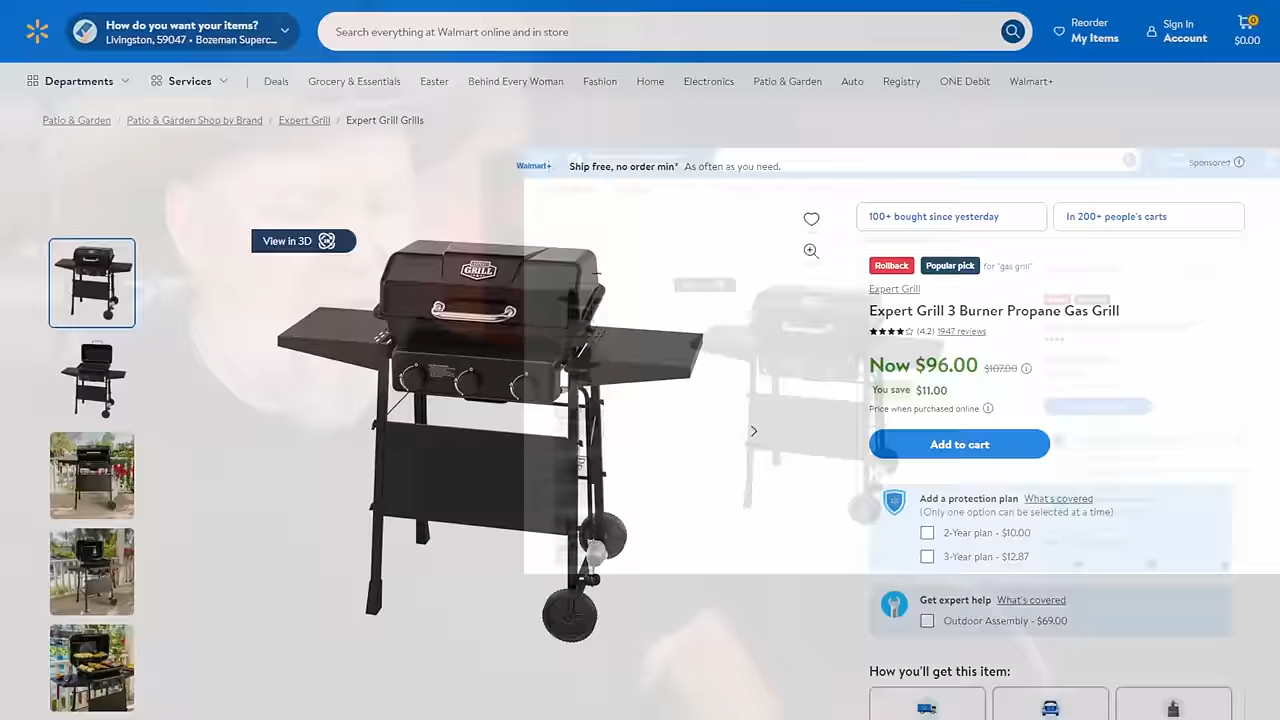 How do you want your items?
Livingston, 59047 • Bozeman Superc...
Search everything at Walmart online and in store
Reorder
My Items
Sign In
Account
0
$0.00
Departments
Services
Deals
Grocery & Essentials
Easter
Behind Every Woman
Fashion
Home
Electronics
Patio & Garden
Auto
Registry
ONE Debit
Walmart+
Patio & Garden / Patio & Garden Shop by Brand / Expert Grill / Expert Grill Grills
Walmart+
Ship free, no order min* As often as you need.
Sponsored
View in 3D
EXPERT
GRILL
100+ bought since yesterday
In 200+ people's carts
Rollback
Popular pick
for "gas grill"
Expert Grill
Expert Grill 3 Burner Propane Gas Grill
(4.2) 1947 reviews
Now $96.00 $107.00
You save $11.00
Price when purchased online
Add to cart
Add a protection plan What's covered
(Only one option can be selected at a time)
2-Year plan - $10.00
3-Year plan - $12.87
Get expert help What's covered
Outdoor Assembly - $69.00
How you'll get this item: